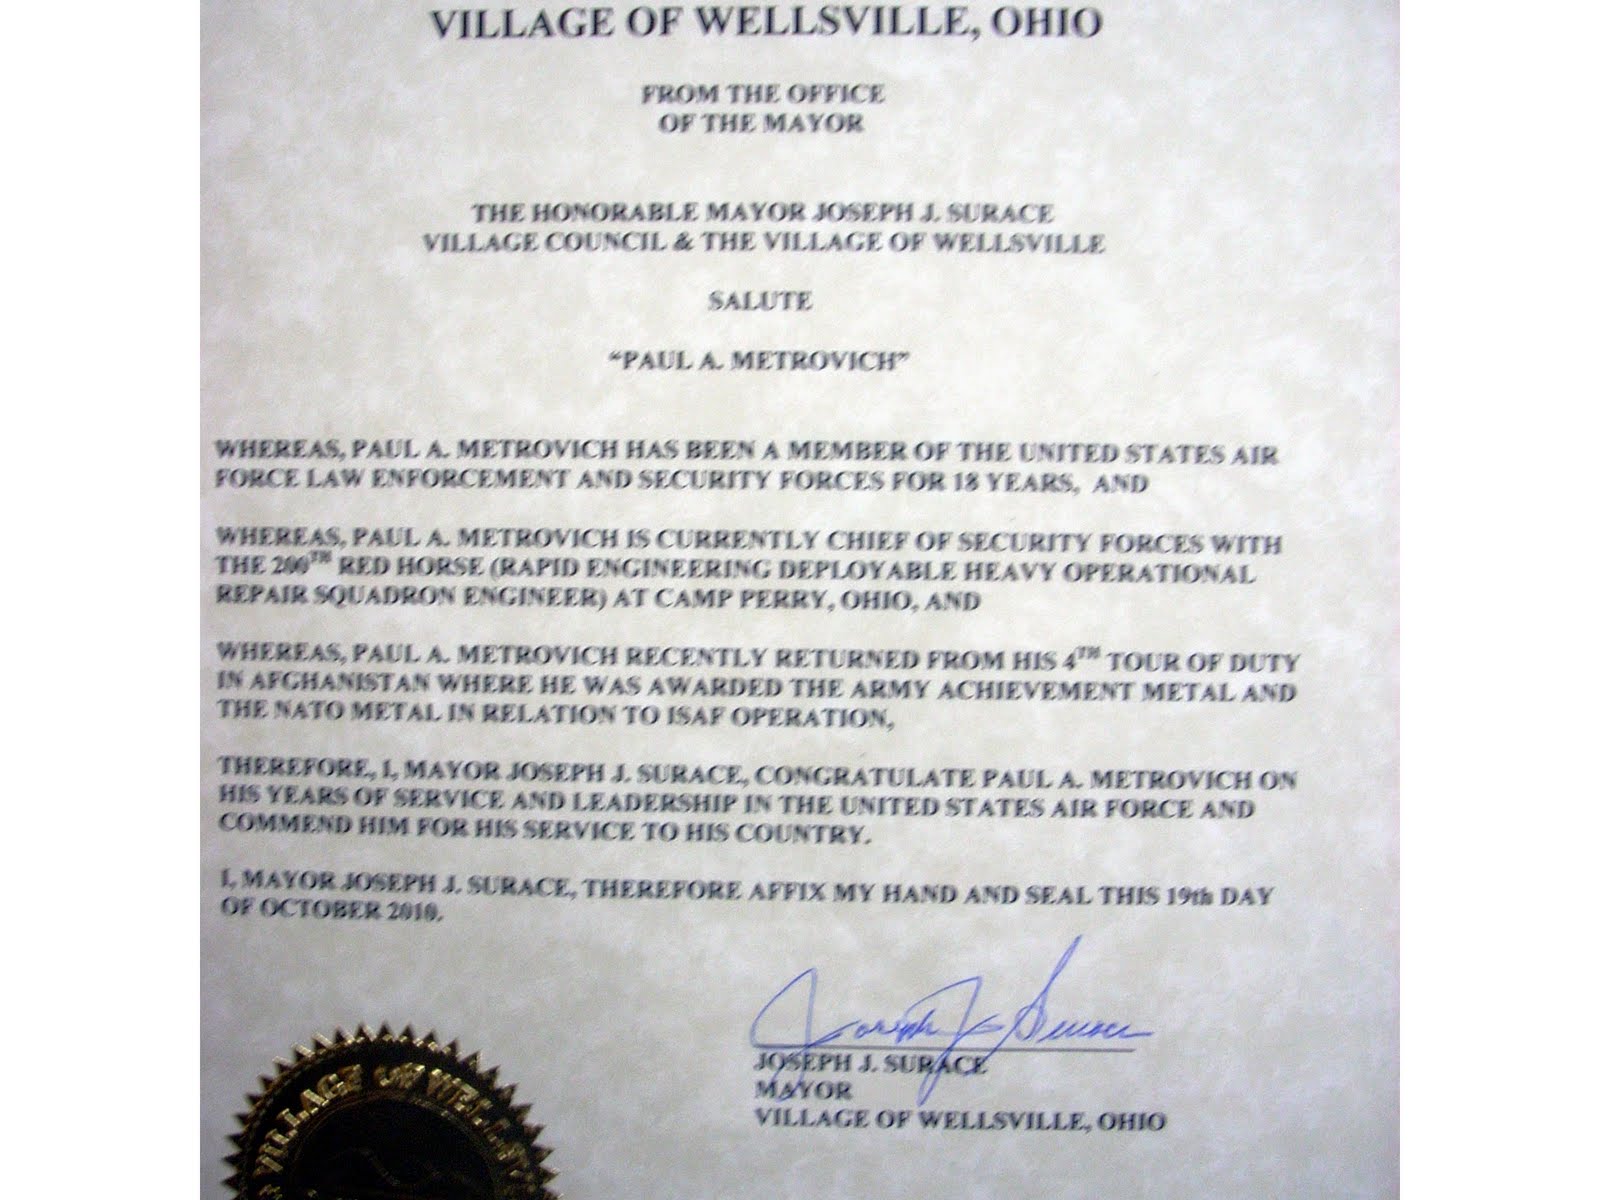 VILLAGE OF WELLSVILLE, OHIO
FROM THE OFFICE
OF THE MAYOR
THE HONORABLE MAYOR JOSEPH J. SURACE
VILLAGE COUNCIL & THE VILLAGE OF WELLSVILLE
SALUTE
“PAUL A. METROVICH”
WHEREAS, PAUL A. METROVICH HAS BEEN A MEMBER OF THE UNITED STATES AIR
FORCE LAW ENFORCEMENT AND SECURITY FORCES FOR 18 YEARS, AND
WHEREAS, PAUL A. METROVICH IS CURRENTLY CHIEF OF SECURITY FORCES WITH
THE 200TH RED HORSE (RAPID ENGINEERING DEPLOYABLE HEAVY OPERATIONAL
REPAIR SQUADRON ENGINEER) AT CAMP PERRY, OHIO, AND
WHEREAS, PAUL A. METROVICH RECENTLY RETURNED FROM HIS 4TH TOUR OF DUTY
IN AFGHANISTAN WHERE HE WAS AWARDED THE ARMY ACHIEVEMENT METAL AND
THE NATO METAL IN RELATION TO ISAF OPERATION,
THEREFORE, I, MAYOR JOSEPH J. SURACE, CONGRATULATE PAUL A. METROVICH ON
HIS YEARS OF SERVICE AND LEADERSHIP IN THE UNITED STATES AIR FORCE AND
COMMEND HIM FOR HIS SERVICE TO HIS COUNTRY.
I, MAYOR JOSEPH J. SURACE, THEREFORE AFFIX MY HAND AND SEAL THIS 19th DAY
OF OCTOBER 2010.
Joseph J. Surace
JOSEPH J. SURACE
MAYOR
VILLAGE OF WELLSVILLE, OHIO
VILLAGE OF